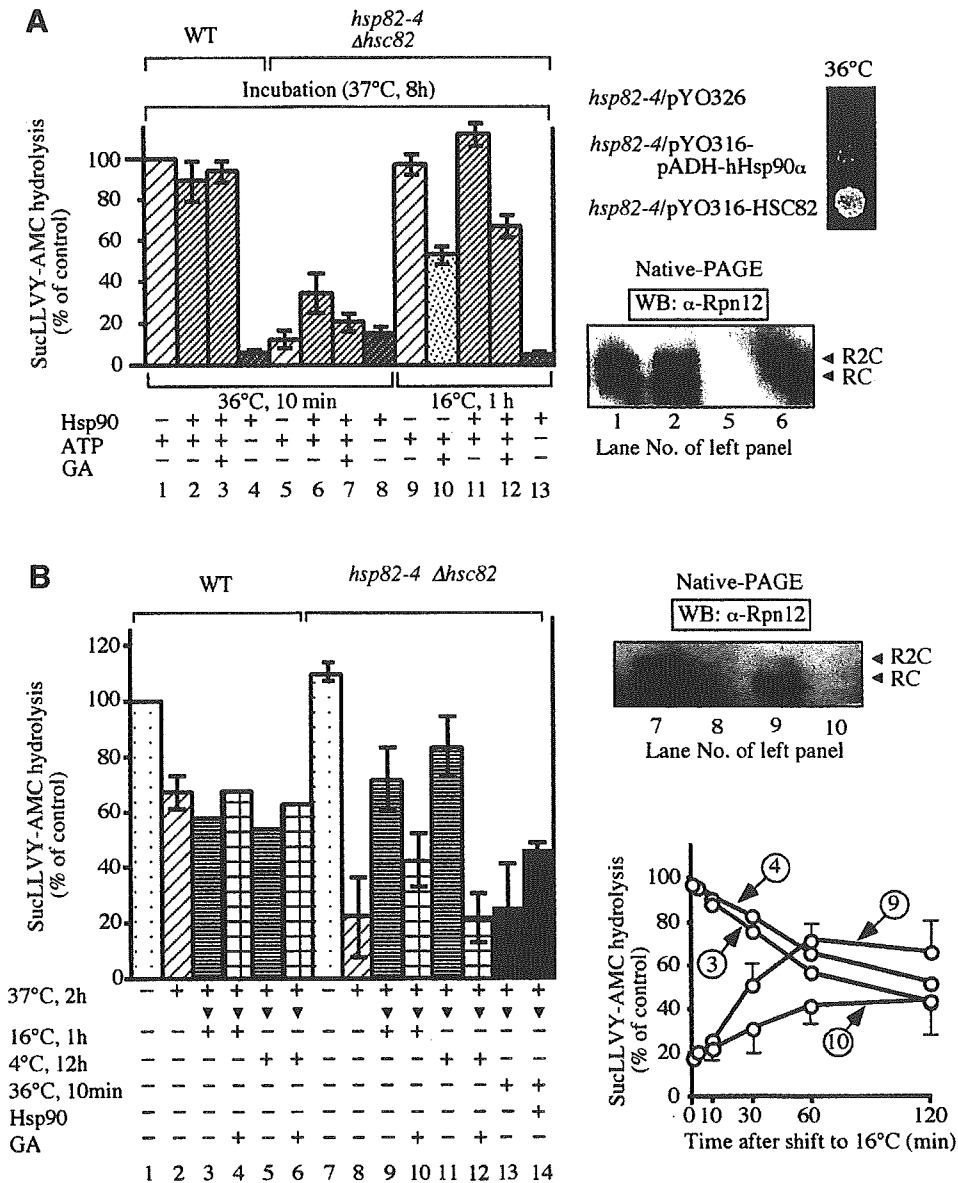 A
WT
hsp82-4
Δhsc82
Incubation (37°C, 8h)
SucLLVY-AMC hydrolysis
(% of control)
100
80
60
40
20
0
36°C, 10 min
16°C, 1 h
Hsp90 − + + + − + + + − − + + +
ATP + + + − + + + − + + + + −
GA + + + +
1 2 3 4 5 6 7 8 9 10 11 12 13
36°C
hsp82-4/pYO326
hsp82-4/pYO316-
pADH-hHsp90α
hsp82-4/pYO316-HSC82
Native-PAGE
WB: α-Rpn12
R2C
RC
1 2 5 6
Lane No. of left panel
B
WT
hsp82-4 Δhsc82
SucLLVY-AMC hydrolysis
(% of control)
120
100
80
60
40
20
0
37°C, 2h − + + + + + − + + + + + + +
16°C, 1h − − + + − − − − + + − − − −
4°C, 12h − − − − + + − − − − + + − −
36°C, 10min − − − − − − − − − − − − + +
Hsp90 − − − − − − − − − − − − − +
GA − − − + − + − − − + − + − −
1 2 3 4 5 6 7 8 9 10 11 12 13 14
Native-PAGE
WB: α-Rpn12
R2C
RC
7 8 9 10
Lane No. of left panel
SucLLVY-AMC hydrolysis
(% of control)
100
80
60
40
20
0
4
9
3
10
0 10 30 60 120
Time after shift to 16°C (min)